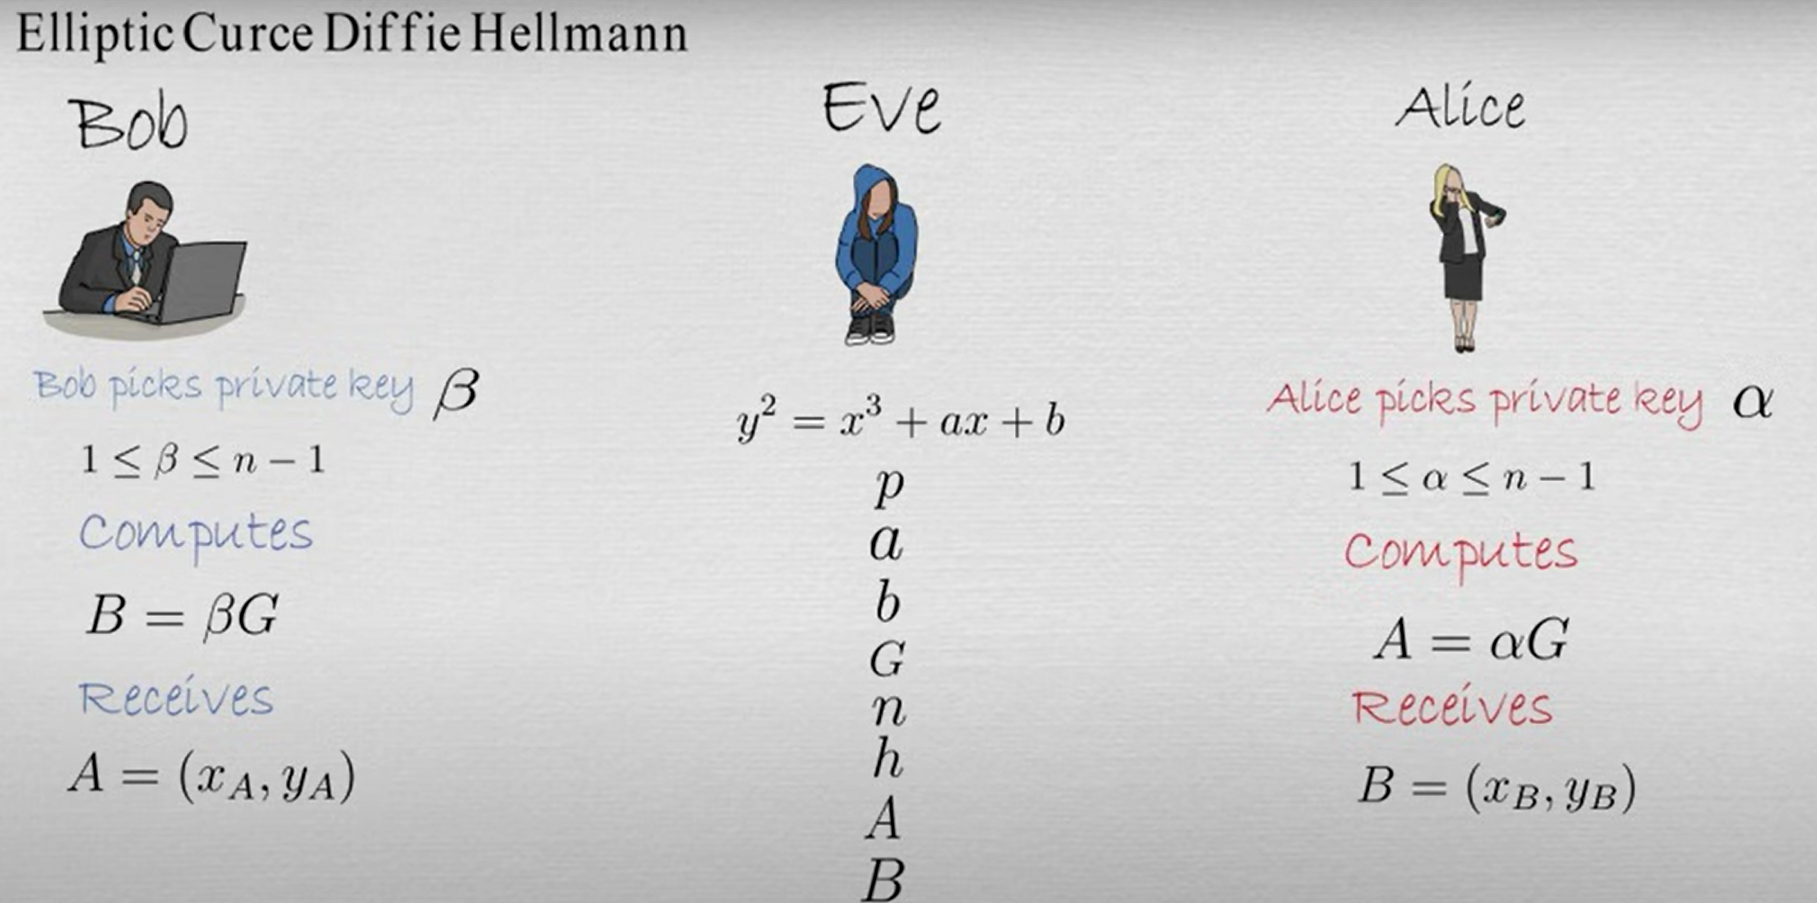 Elliptic Curce Diffie Hellmann
Bob
Bob picks private key β
1 ≤ β ≤ n − 1
Computes
B = βG
Receives
A = (x_A, y_A)
Eve
y² = x³ + ax + b
p
a
b
G
n
h
A
B
Alice
Alice picks private key α
1 ≤ α ≤ n − 1
Computes
A = αG
Receives
B = (x_B, y_B)